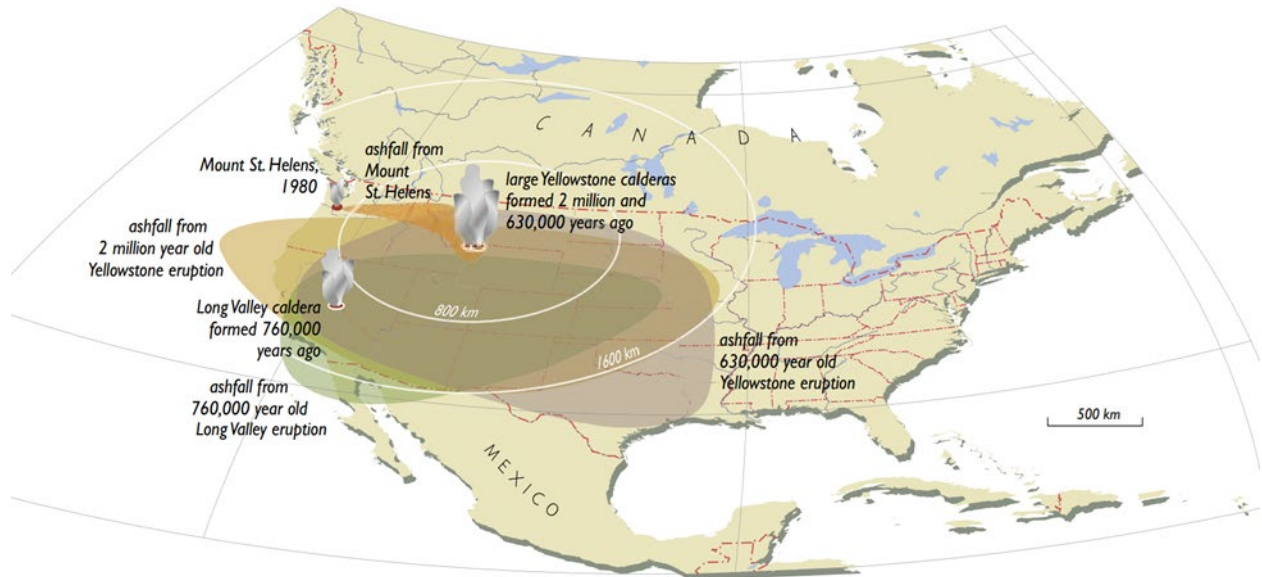 CANADA
Mount St. Helens,
1980
ashfall from
Mount
St. Helens
large Yellowstone calderas
formed 2 million and
630,000 years ago
ashfall from
2 million year old
Yellowstone eruption
Long Valley caldera
formed 760,000
years ago
800 km
1600 km
ashfall from
630,000 year old
Yellowstone eruption
ashfall from
760,000 year old
Long Valley eruption
500 km
MEXICO